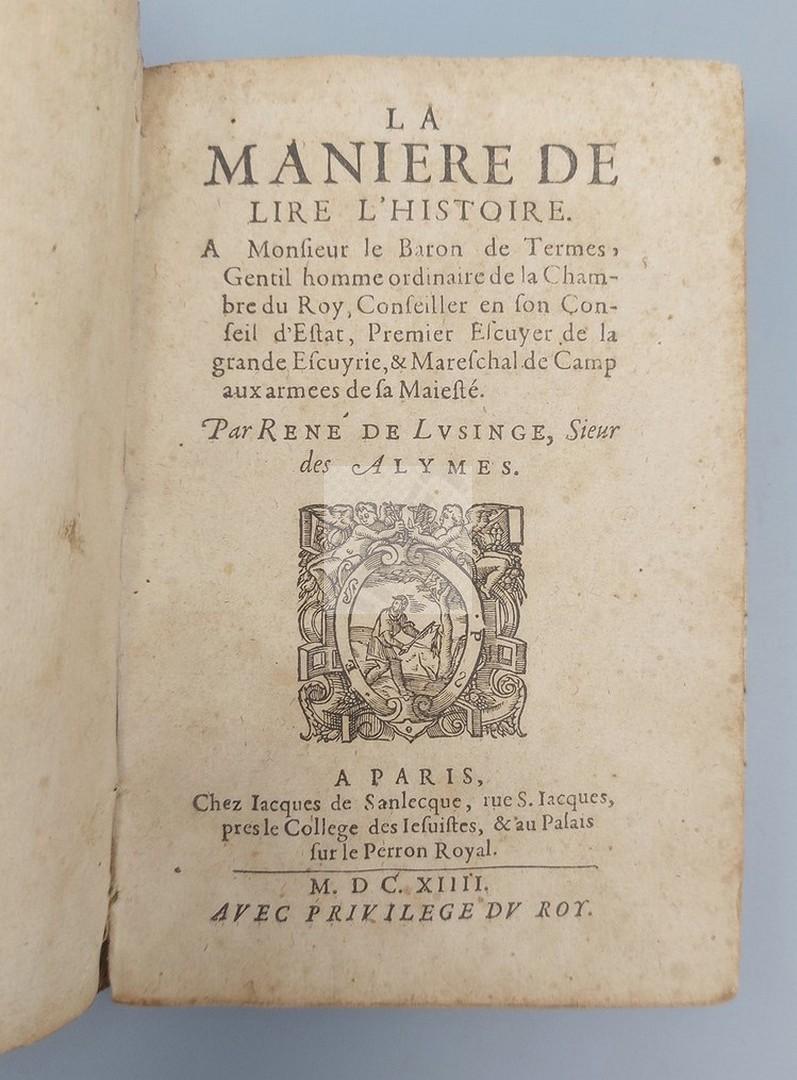 LA
MANIERE DE
LIRE L'HISTOIRE.
A Monſieur le Baron de Termes,
Gentil homme ordinaire de la Cham-
bre du Roy, Conſeiller en ſon Con-
ſeil d'Eſtat, Premier Eſcuyer de la
grande Eſcuyrie, & Mareſchal de Camp
aux armees de ſa Maieſté.
Par RENÉ DE LVSINGE, Sieur
des ALYMES.
A PARIS,
Chez Iacques de Sanlecque, rue S. Iacques,
pres le College des Ieſuiſtes, & au Palais
ſur le Perron Royal.
M. D C. XIIII.
AVEC PRIVILEGE DV ROY.